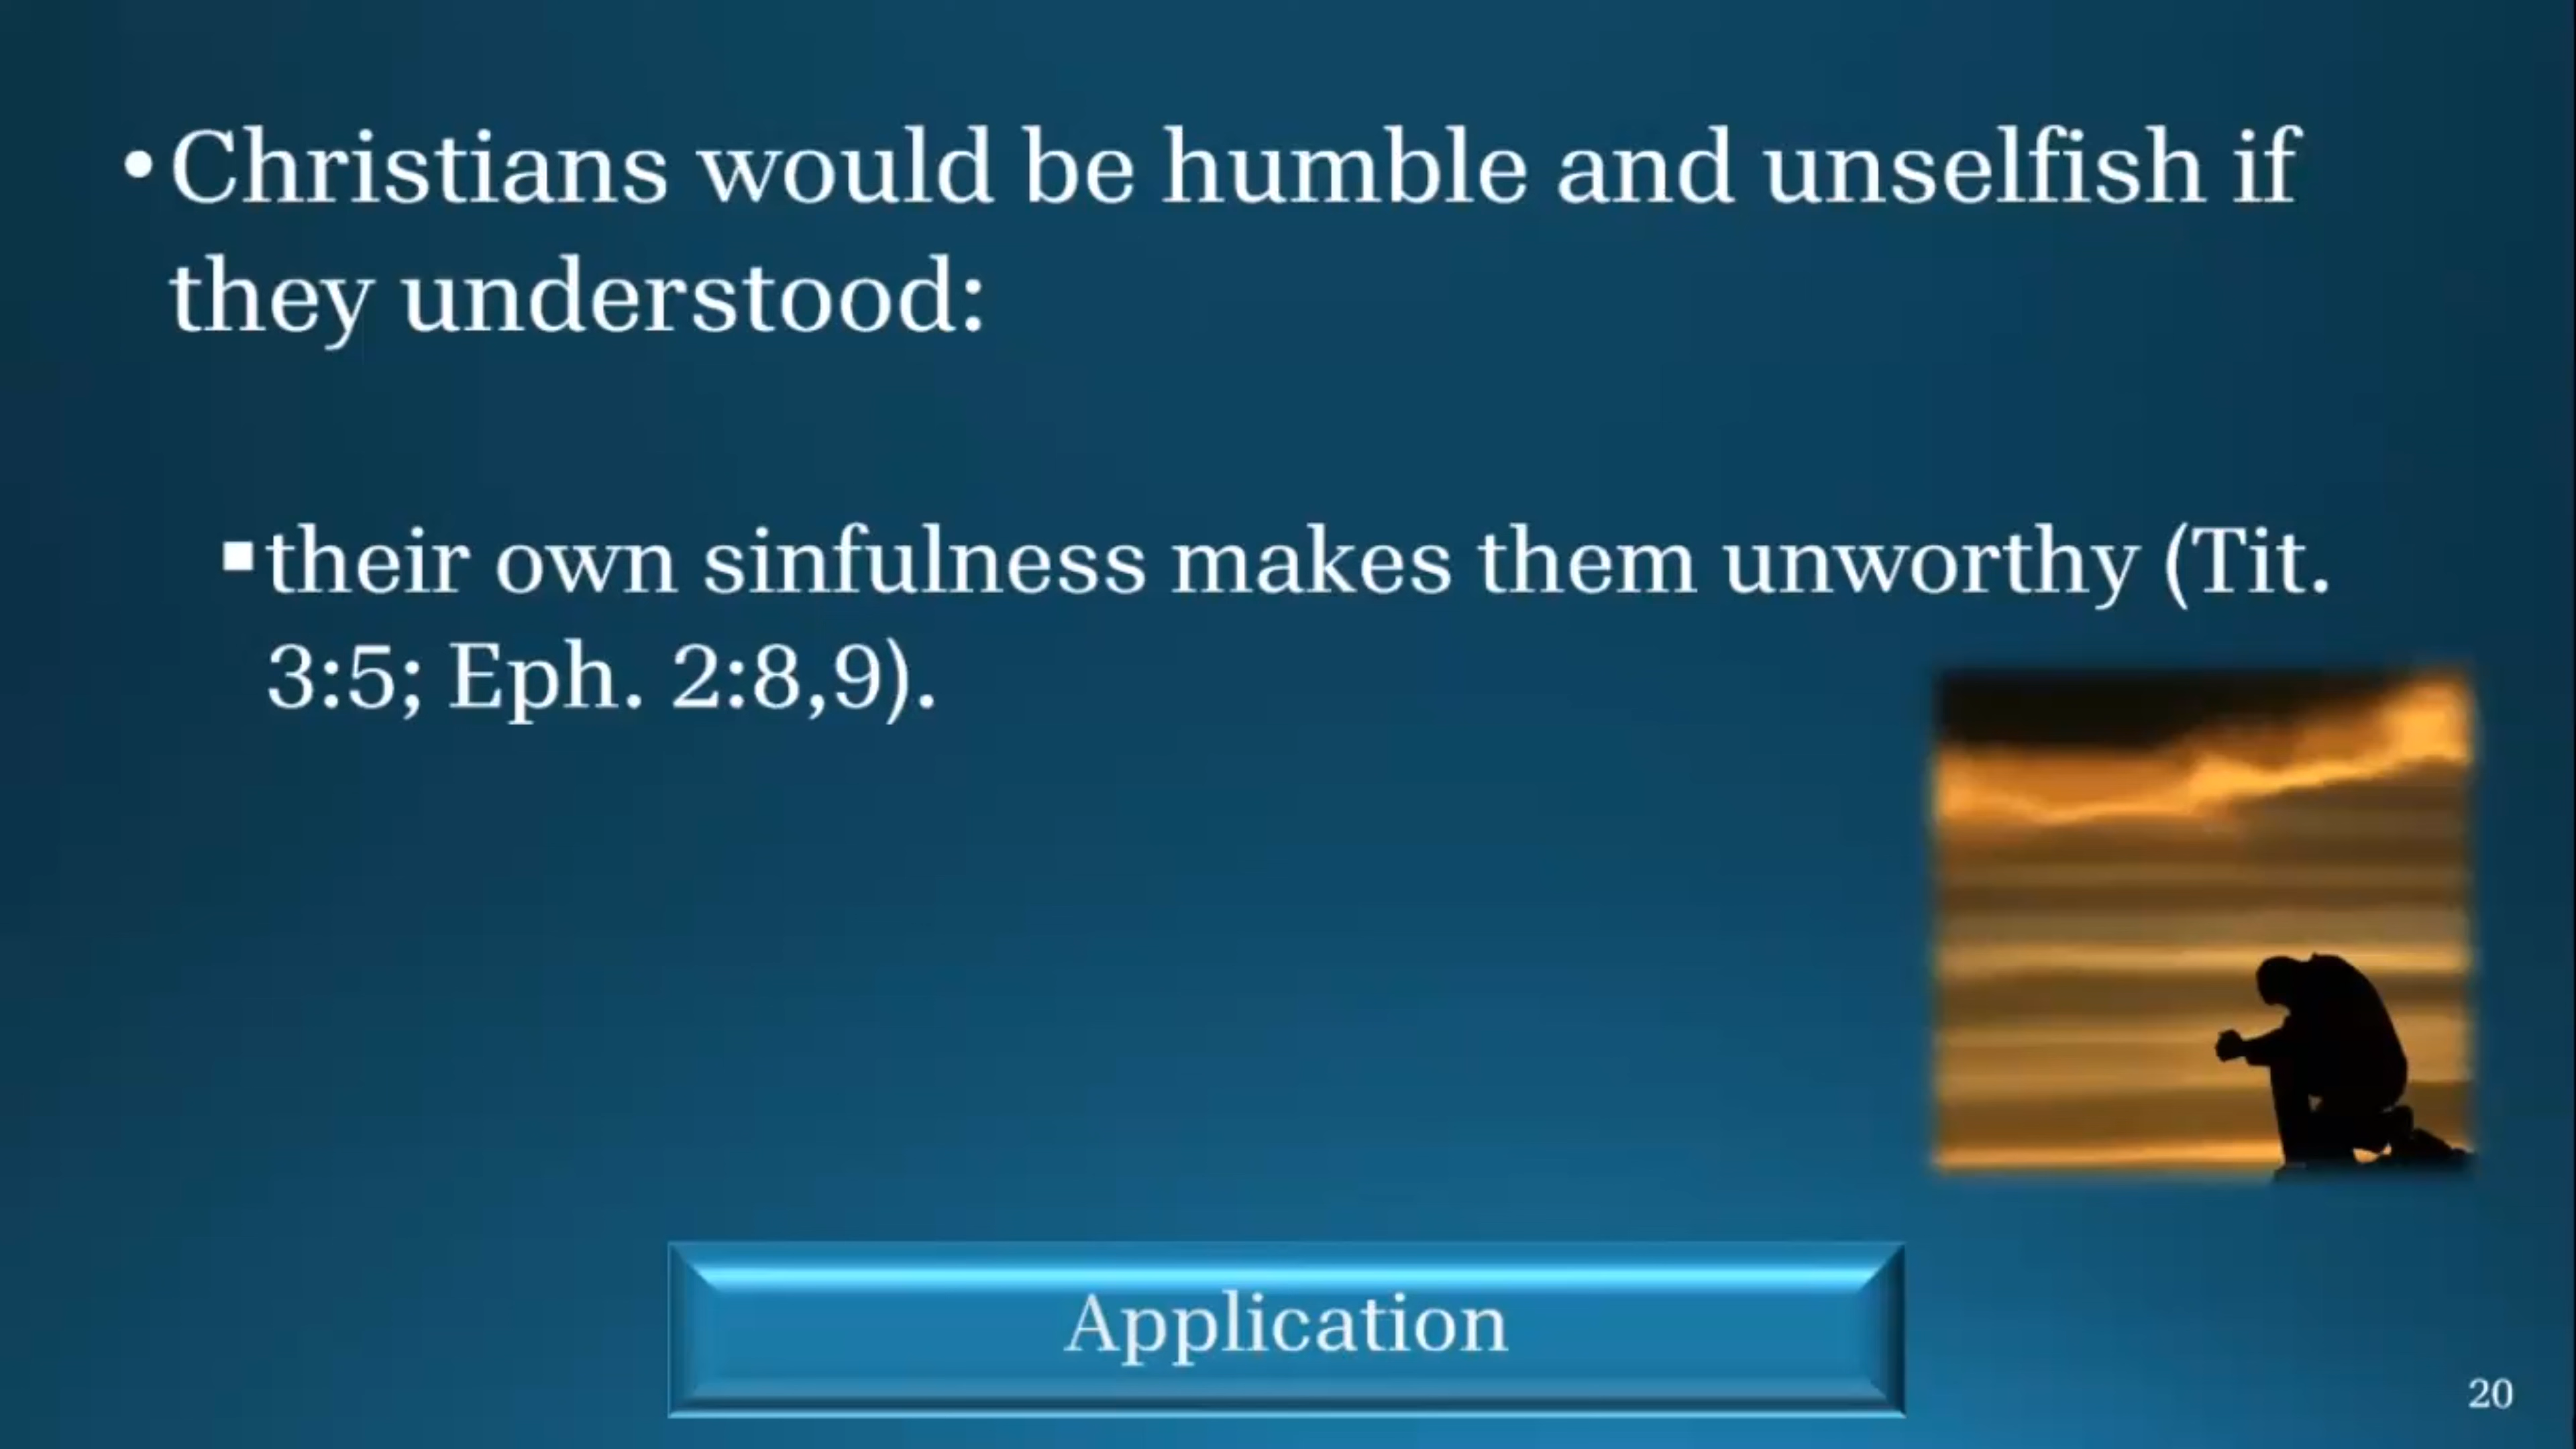 •Christians would be humble and unselfish if
they understood:
▪their own sinfulness makes them unworthy (Tit.
3:5; Eph. 2:8,9).
Application
20